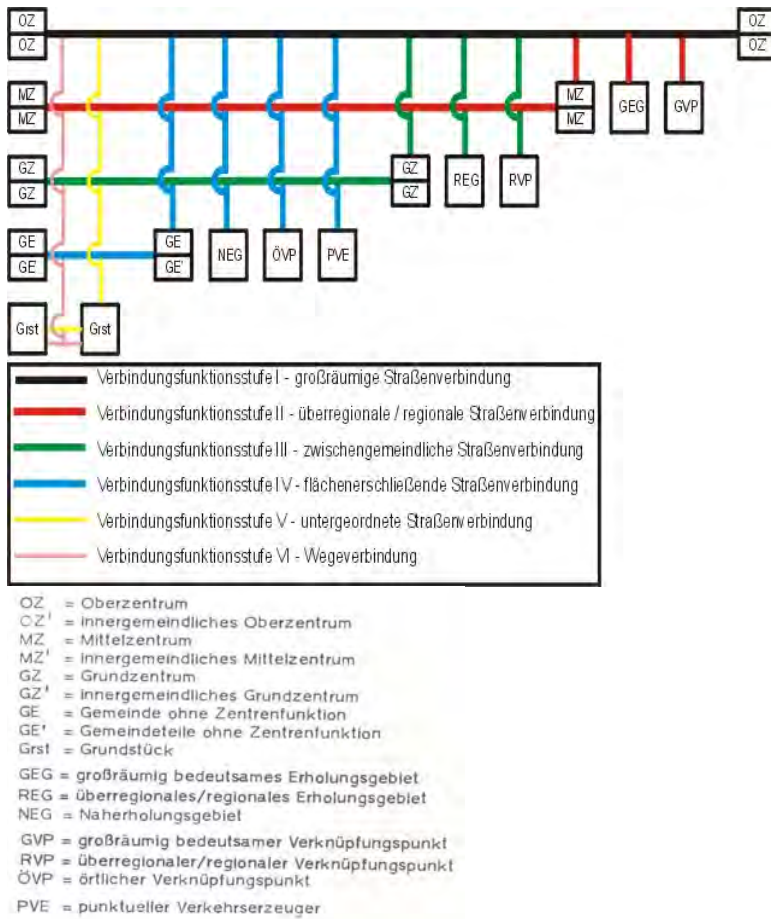 OZ
OZ
OZ
OZ'
MZ
MZ
MZ
MZ
GEG
GVP
GZ
GZ
GZ
GZ
REG
RVP
GE
GE'
GE
GE'
NEG
ÖVP
PVE
Grst
Grst
Verbindungsfunktionsstufe I - großräumige Straßenverbindung
Verbindungsfunktionsstufe II - überregionale / regionale Straßenverbindung
Verbindungsfunktionsstufe III - zwischengemeindliche Straßenverbindung
Verbindungsfunktionsstufe IV - flächenerschließende Straßenverbindung
Verbindungsfunktionsstufe V - untergeordnete Straßenverbindung
Verbindungsfunktionsstufe VI - Wegeverbindung
OZ = Oberzentrum
OZ' = innergemeindliches Oberzentrum
MZ = Mittelzentrum
MZ' = innergemeindliches Mittelzentrum
GZ = Grundzentrum
GZ' = innergemeindliches Grundzentrum
GE = Gemeinde ohne Zentrenfunktion
GE' = Gemeindeteile ohne Zentrenfunktion
Grst = Grundstück
GEG = großräumig bedeutsames Erholungsgebiet
REG = überregionales/regionales Erholungsgebiet
NEG = Naherholungsgebiet
GVP = großräumig bedeutsamer Verknüpfungspunkt
RVP = überregionaler/regionaler Verknüpfungspunkt
ÖVP = örtlicher Verknüpfungspunkt
PVE = punktueller Verkehrserzeuger